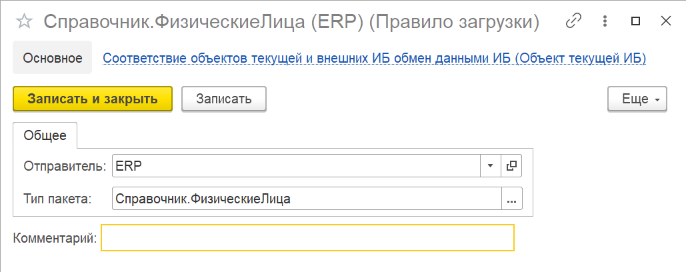 Справочник.ФизическиеЛица (ERP) (Правило загрузки)
Основное Соответствие объектов текущей и внешних ИБ обмен данными ИБ (Объект текущей ИБ)
Записать и закрыть Записать Еще
Общее
Отправитель: ERP
Тип пакета: Справочник.ФизическиеЛица ...
Комментарий: